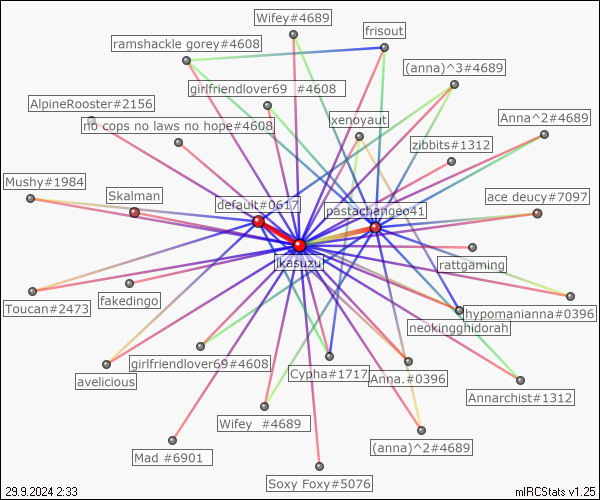 Wifey#4689
frisout
ramshackle gorey#4608
(anna)^3#4689
girlfriendlover69  #4608
AlpineRooster#2156
xenoyaut
Anna^2#4689
no cops no laws no hope#4608
zibbits#1312
Mushy#1984
Skalman
ace deucy#7097
default#0617
pastachangeo41
ikasuzu
rattgaming
Toucan#2473
fakedingo
hypomanianna#0396
neokingghidorah
girlfriendlover69#4608
Cypha#1717
Anna.#0396
avelicious
Annarchist#1312
Wifey  #4689
(anna)^2#4689
Mad #6901
Soxy Foxy#5076
29.9.2024 2:33
mIRCStats v1.25